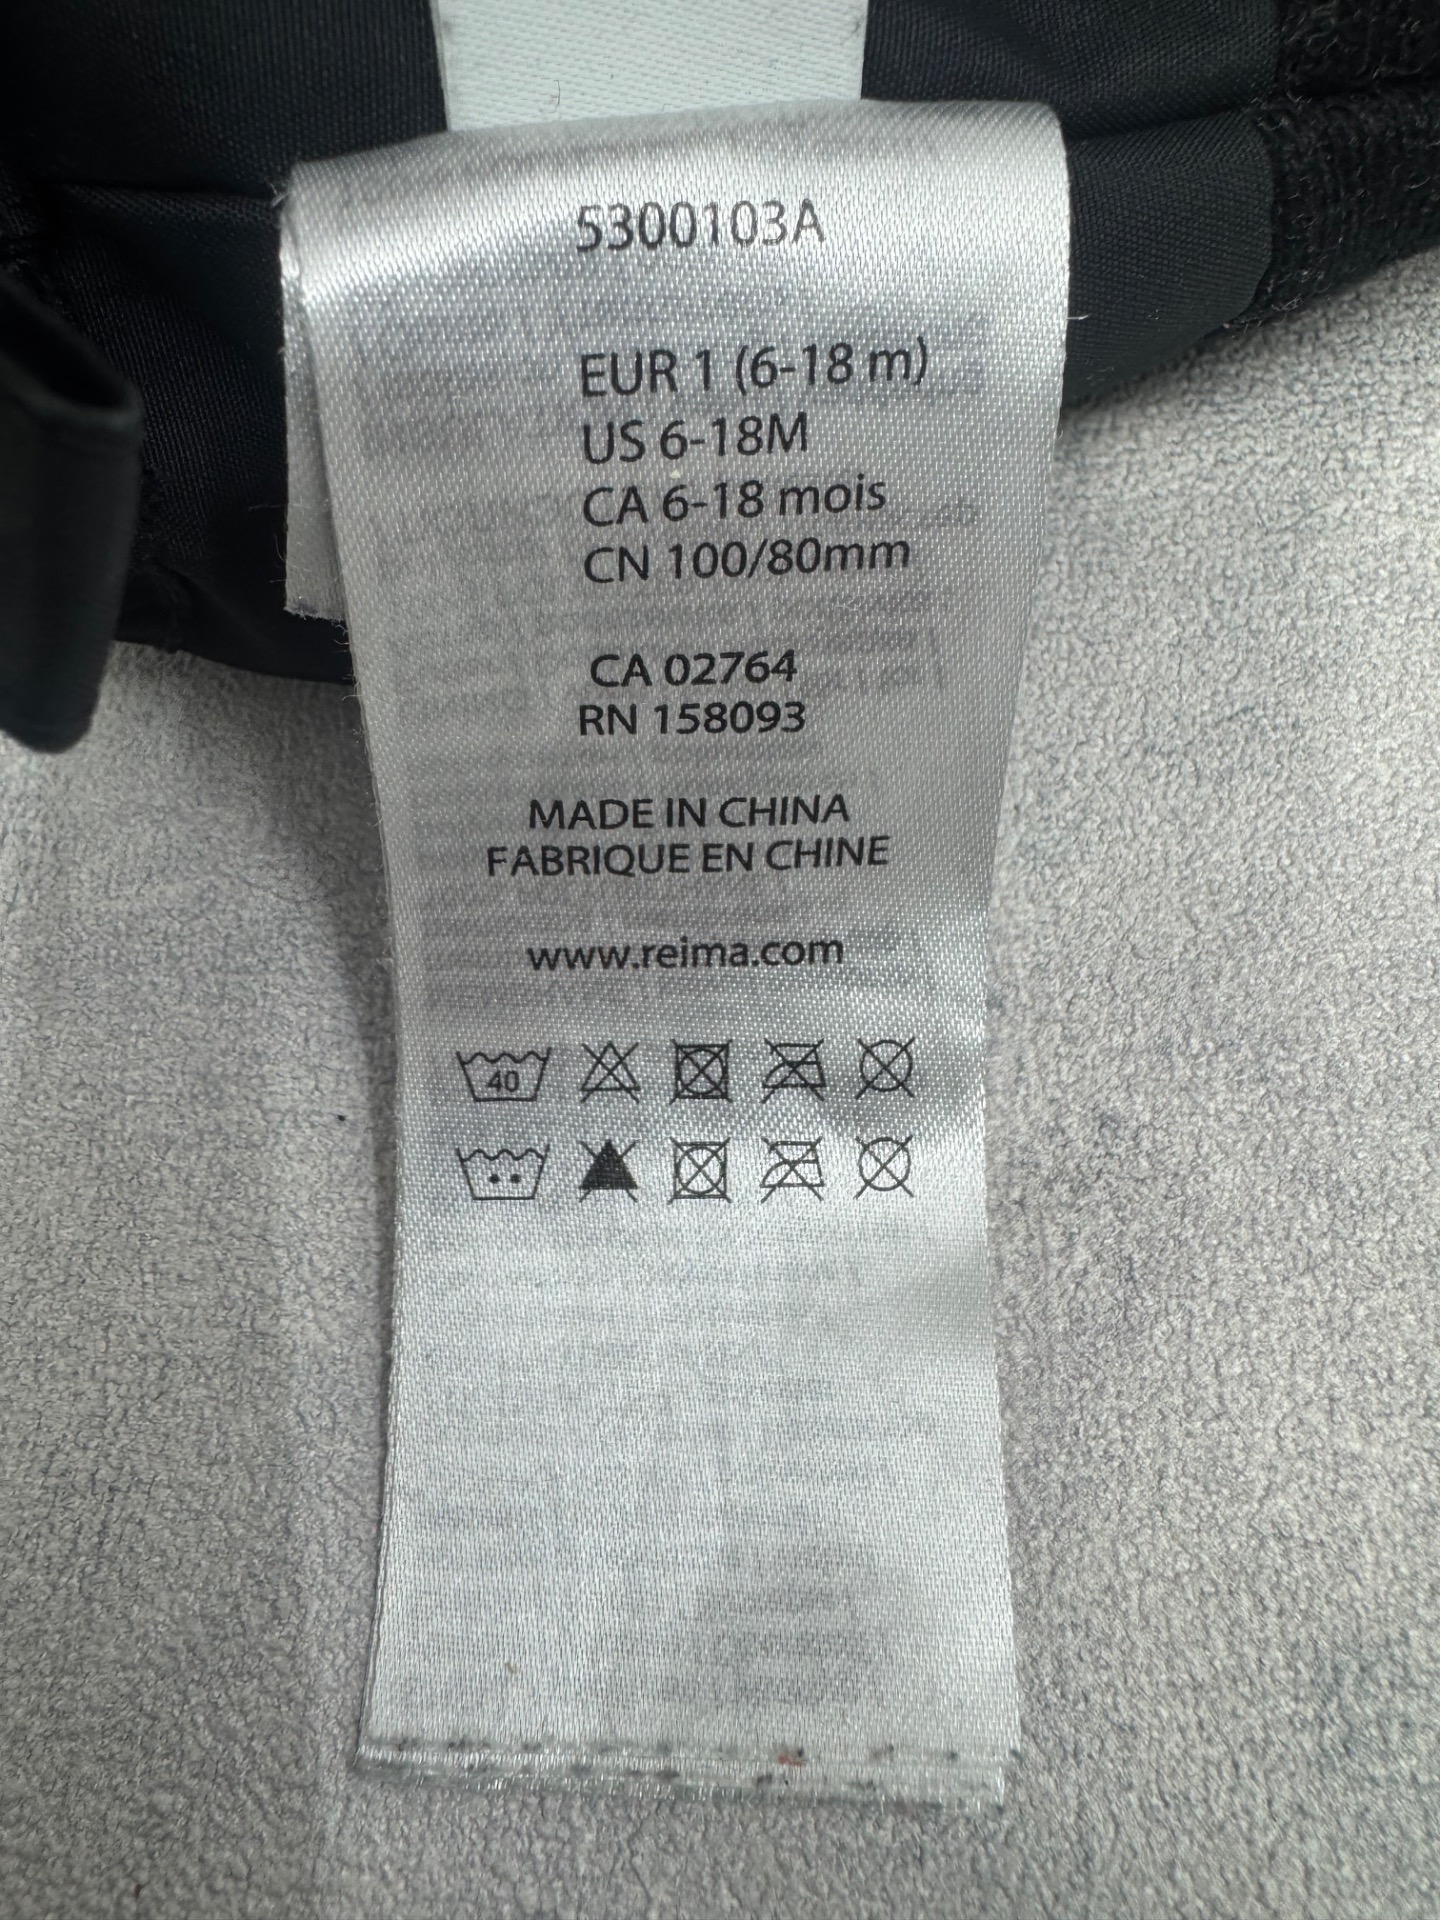 5300103A
EUR 1 (6-18 m)
US 6-18M
CA 6-18 mois
CN 100/80mm
CA 02764
RN 158093
MADE IN CHINA
FABRIQUE EN CHINE
www.reima.com
40